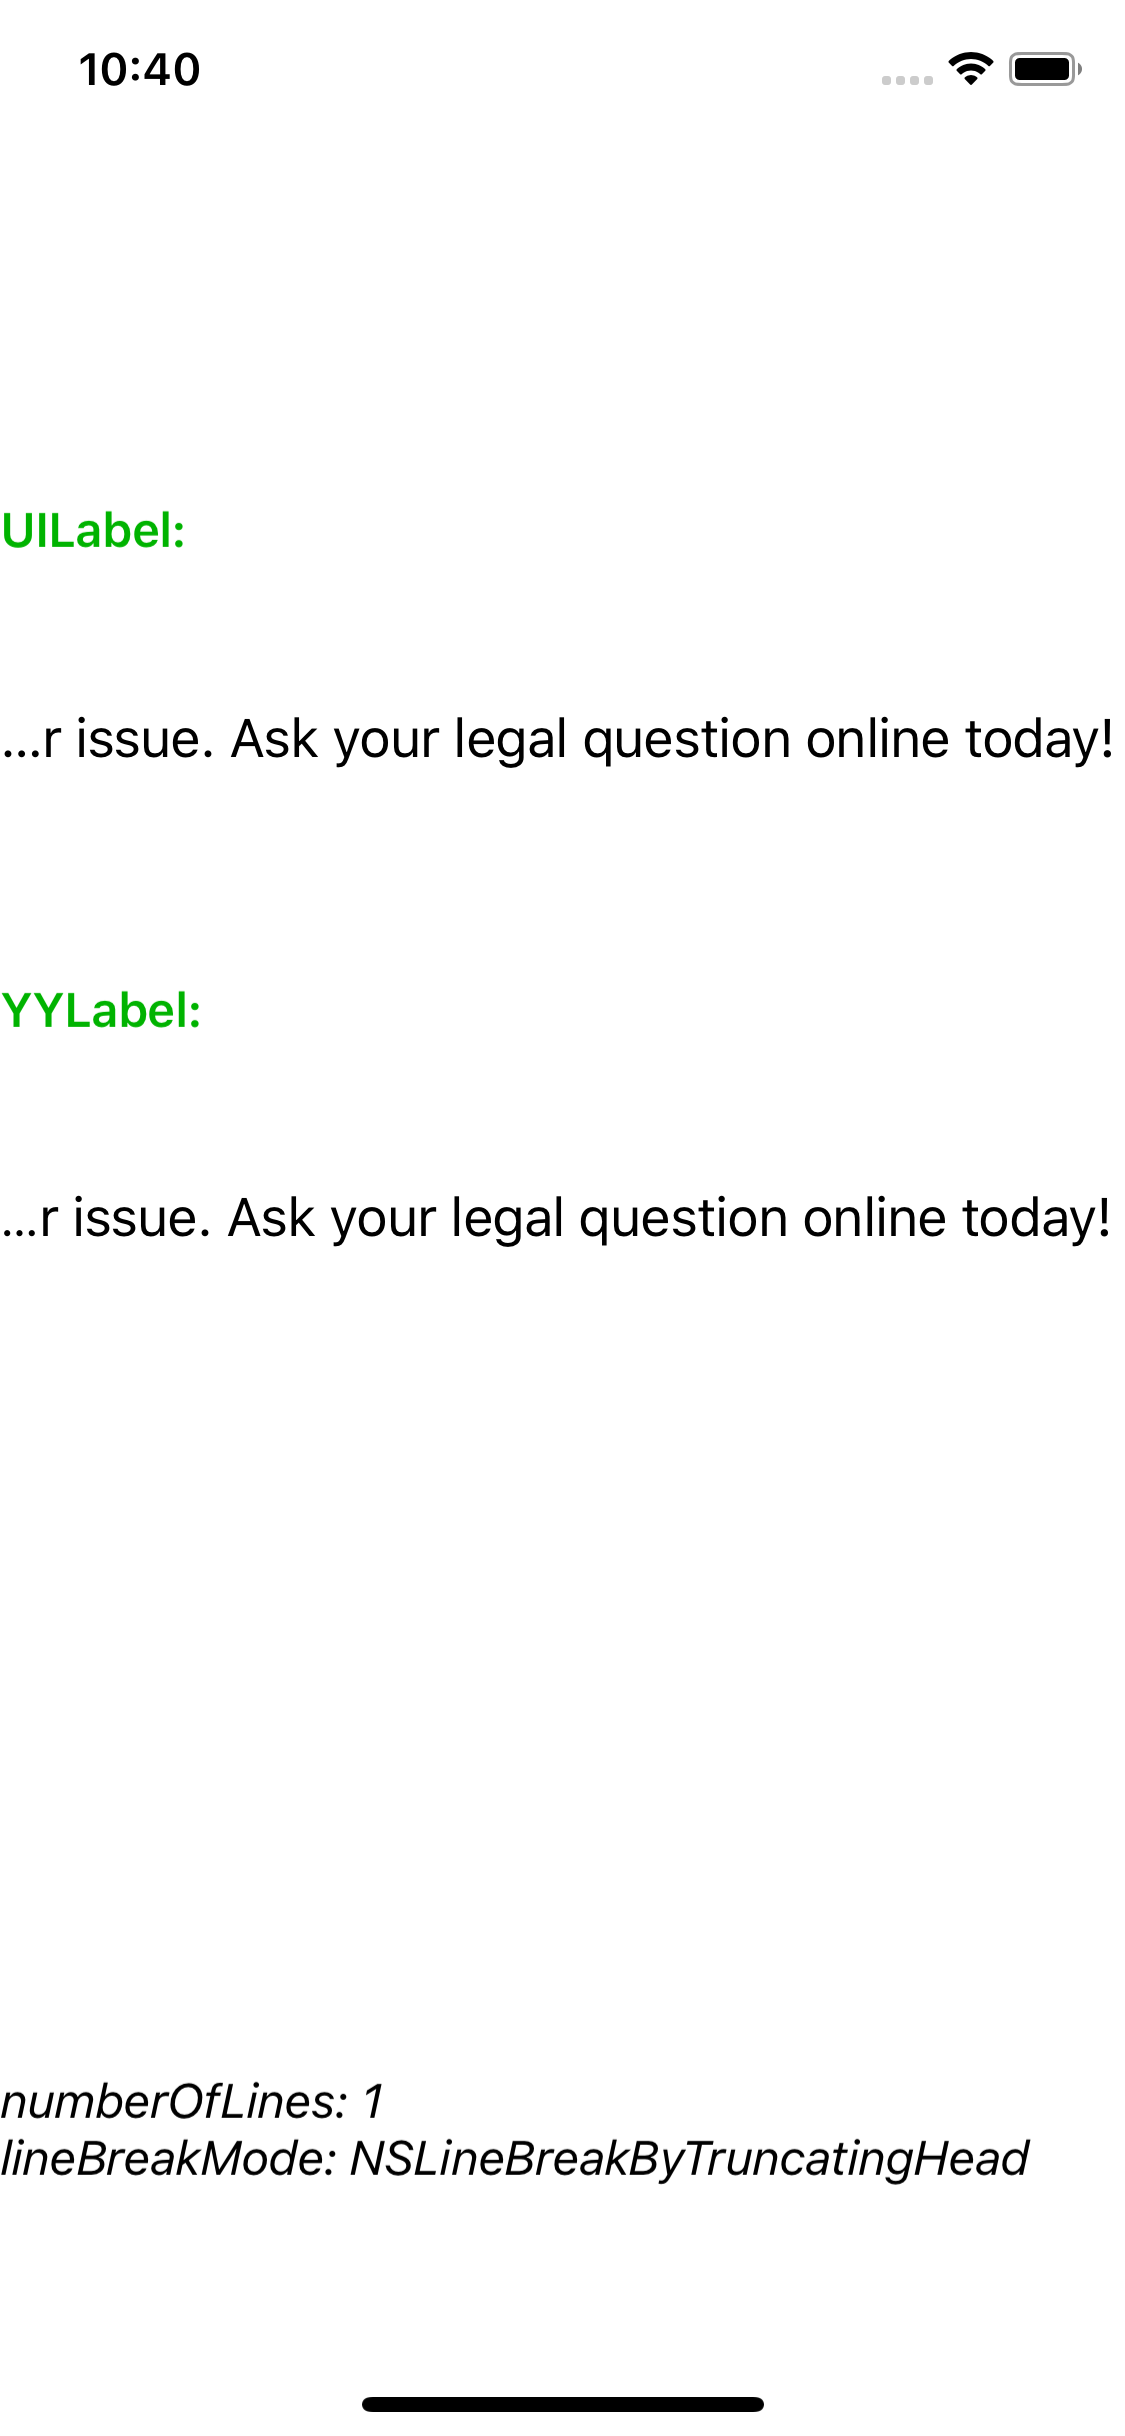 10:40
UILabel:
...r issue. Ask your legal question online today!
YYLabel:
...r issue. Ask your legal question online today!
numberOfLines: 1
lineBreakMode: NSLineBreakByTruncatingHead